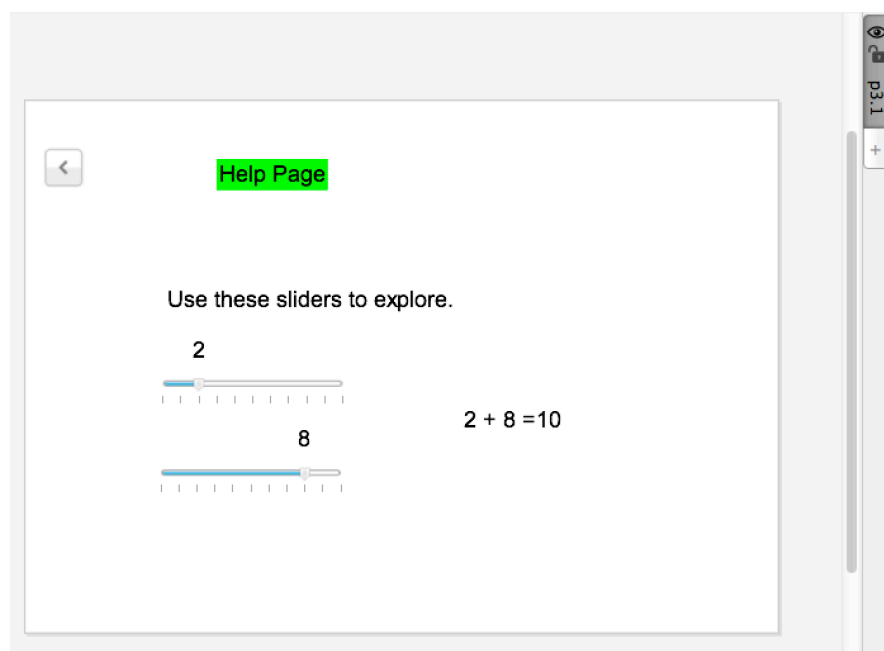 p3.1
Help Page
Use these sliders to explore.
2
2 + 8 =10
8